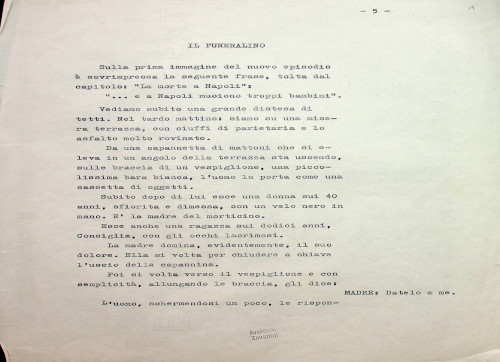 - 5 -
IL FUNERALINO
Sulla prima immagine del nuovo episodio
è sovrimpressa la seguente frase, tolta dal
capitolo: "La morte a Napoli":
"... e a Napoli muoiono troppi bambini".
Vediamo subito una grande distesa di
tetti. Nel tardo mattino: siamo su una mise-
ra terrazza, con ciuffi di parietaria e lo
asfalto molto rovinato.
Da una capannetta di mattoni che si e-
leva in un angolo della terrazza sta uscendo,
sulle braccia di un vespiglione, una picco-
lissima bara bianca, l'uomo la porta come una
cassetta di oggetti.
Subito dopo di lui esce una donna sui 40
anni, sfiorita e dimessa, con un velo nero in
mano. E' la madre del morticino.
Esce anche una ragazza sui dodici anni,
Consiglia, con gli occhi lacrimosi.
La madre domina, evidentemente, il suo
dolore. Ella si volta per chiudere a chiave
l'uscio della capannina.
Poi si volta verso il vespiglione e con
semplicità, allungando le braccia, gli dice:
MADRE: Datelo a me.
L'uomo, schermendosi un poco, le rispon-
Archivio
Zavattini